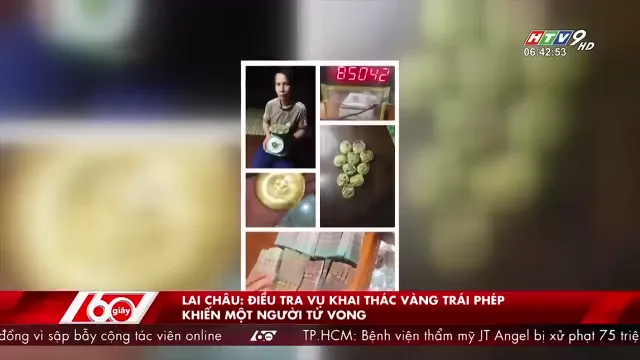 HTV9 HD
06:42:53
85042
60 giây
LAI CHÂU: ĐIỀU TRA VỤ KHAI THÁC VÀNG TRÁI PHÉP
KHIẾN MỘT NGƯỜI TỬ VONG
đồng vì sập bẫy cộng tác viên online 60 TP.HCM: Bệnh viện thẩm mỹ JT Angel bị xử phạt 75 triệ